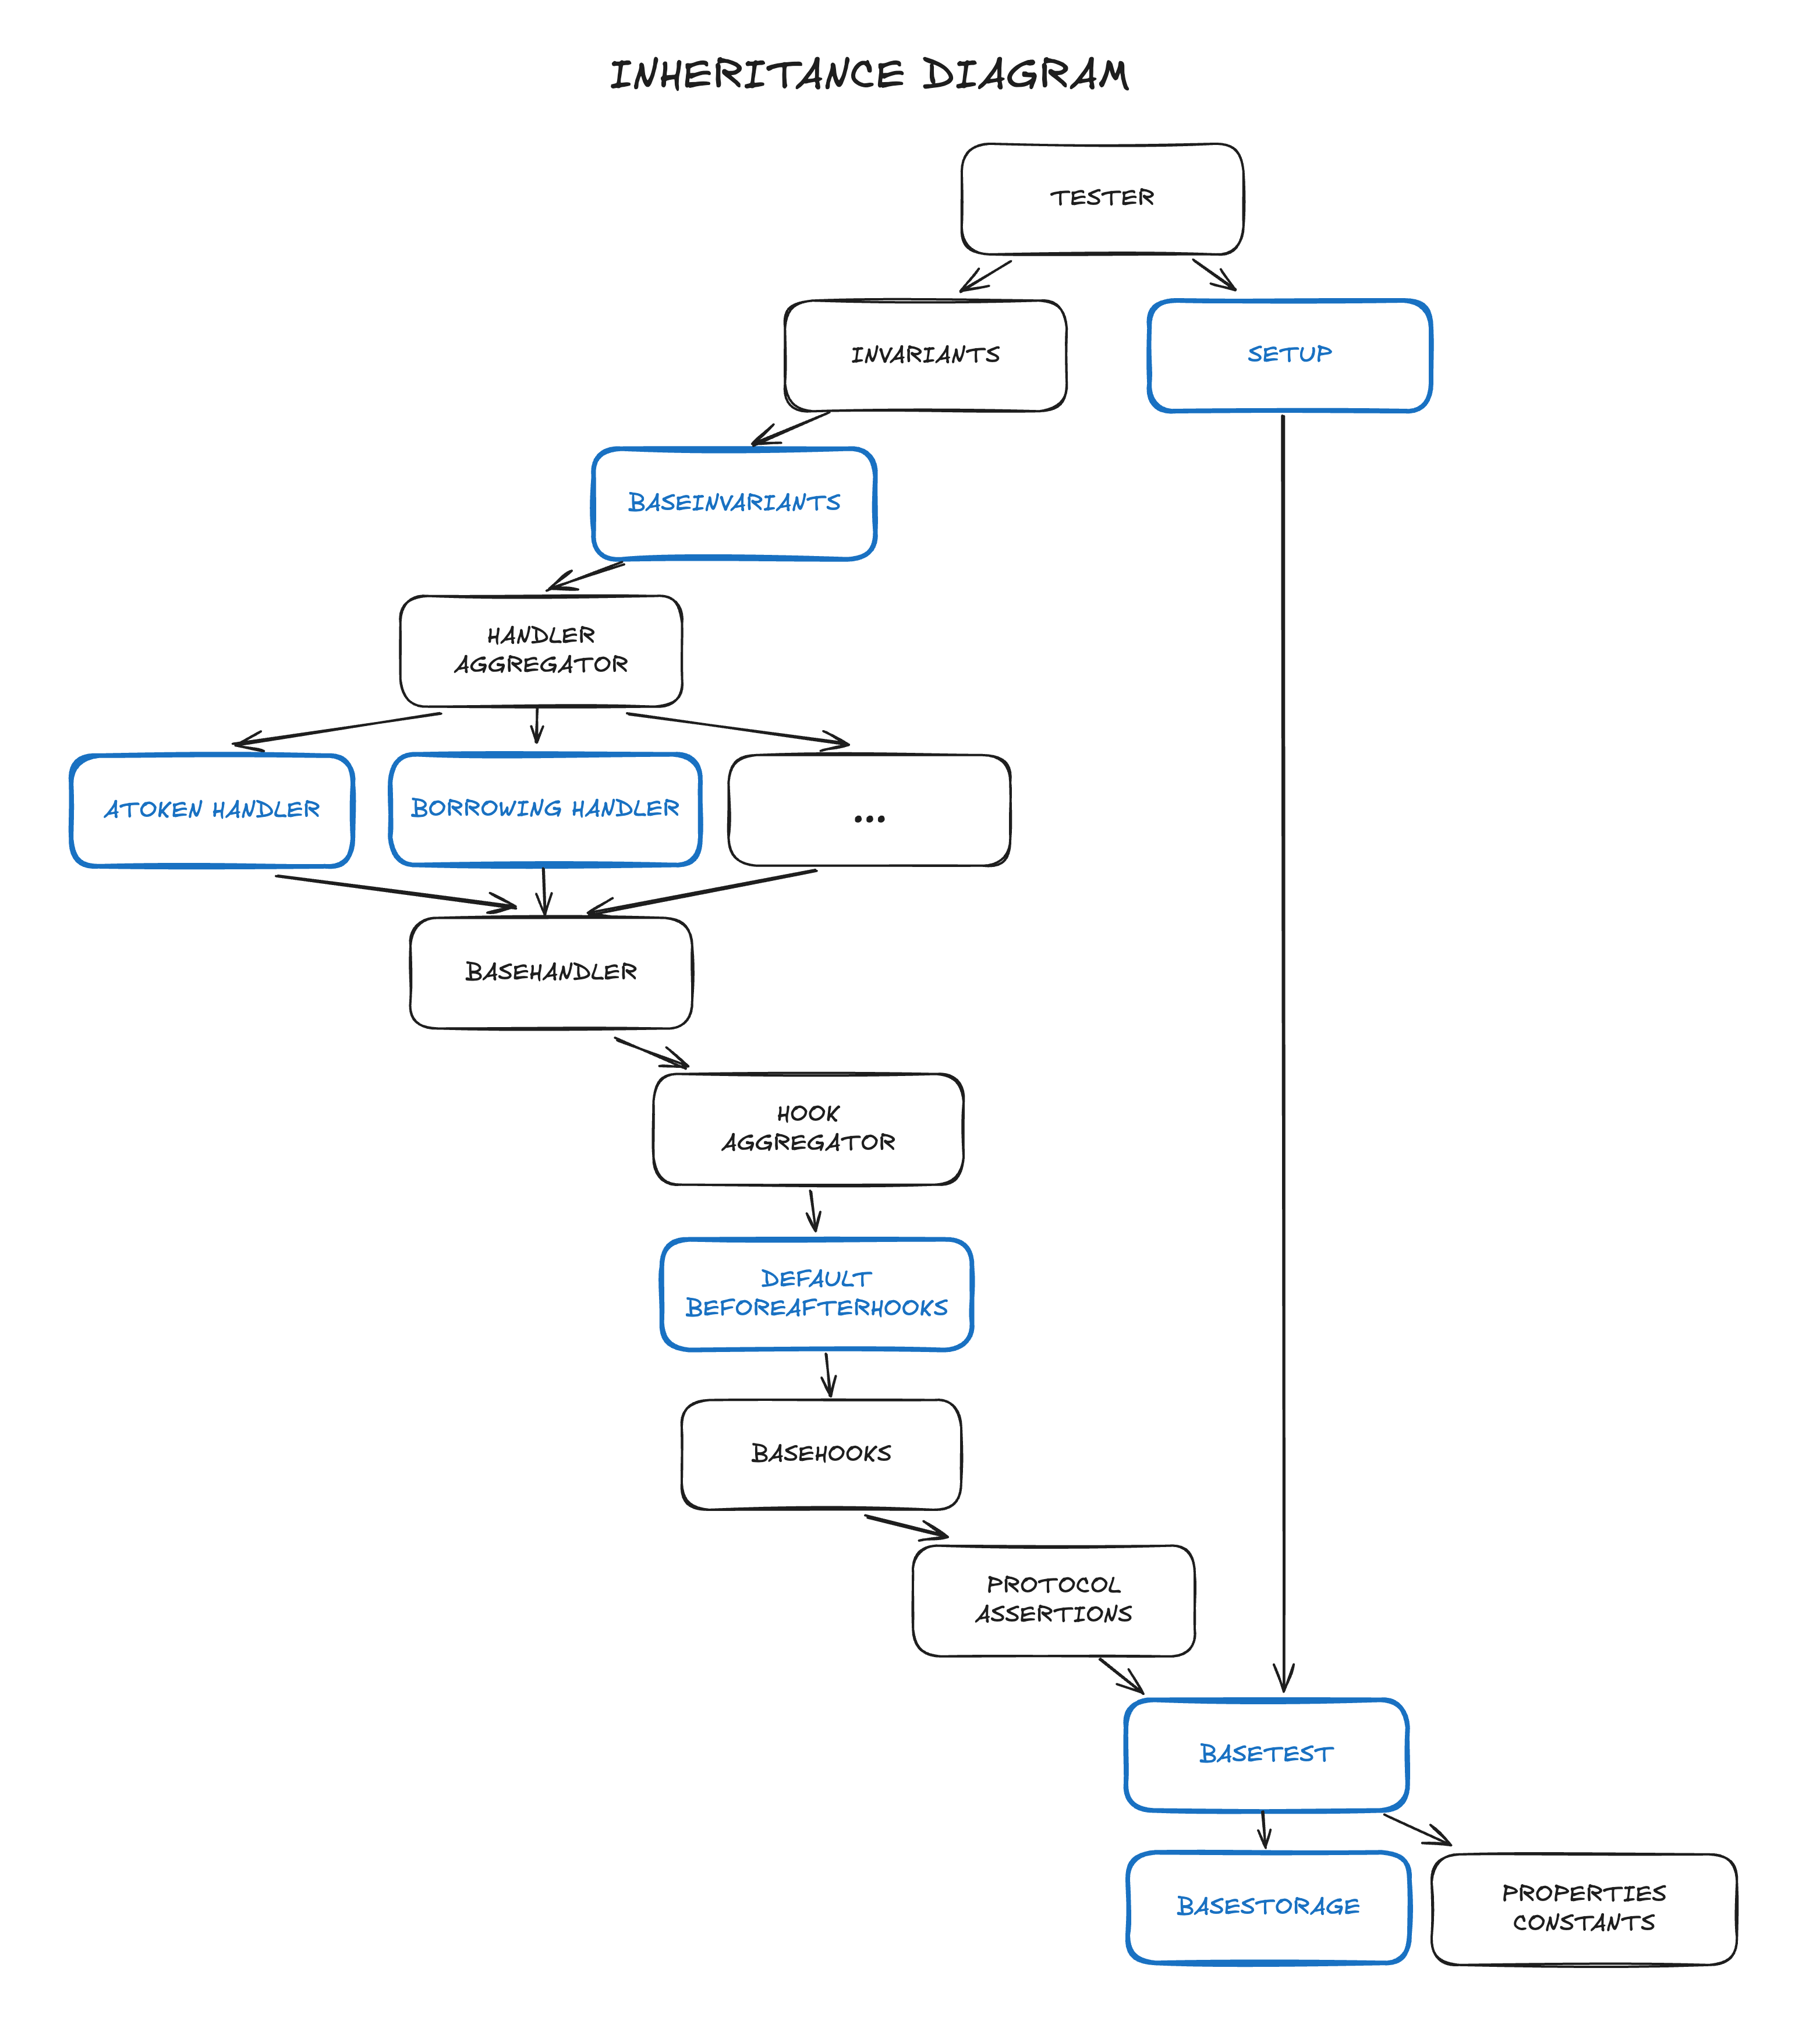 INHERITANCE DIAGRAM
TESTER
INVARIANTS
SETUP
BASEINVARIANTS
HANDLER
AGGREGATOR
ATOKEN HANDLER
BORROWING HANDLER
...
BASEHANDLER
HOOK
AGGREGATOR
DEFAULT
BEFOREAFTERHOOKS
BASEHOOKS
PROTOCOL
ASSERTIONS
BASETEST
BASESTORAGE
PROPERTIES
CONSTANTS